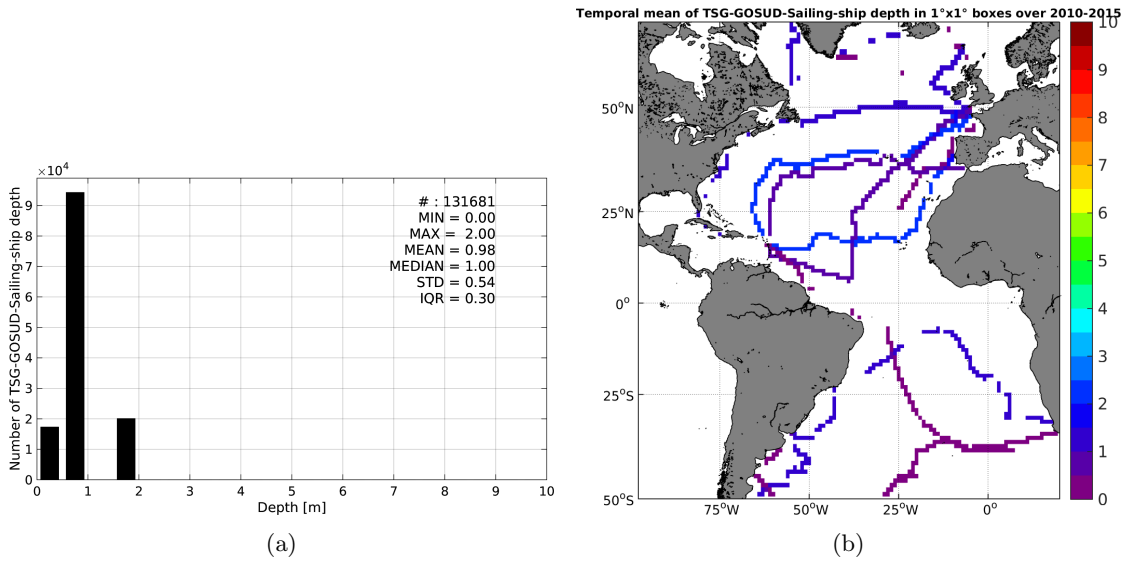 Temporal mean of TSG-GOSUD-Sailing-ship depth in 1°x1° boxes over 2010-2015
×10⁴
Number of TSG-GOSUD-Sailing-ship depth
9
8
7
6
5
4
3
2
1
0
# : 131681
MIN = 0.00
MAX = 2.00
MEAN = 0.98
MEDIAN = 1.00
STD = 0.54
IQR = 0.30
0 1 2 3 4 5 6 7 8 9 10
Depth [m]
(a)
50°N
25°N
0°
25°S
50°S
75°W 50°W 25°W 0°
10
9
8
7
6
5
4
3
2
1
0
(b)